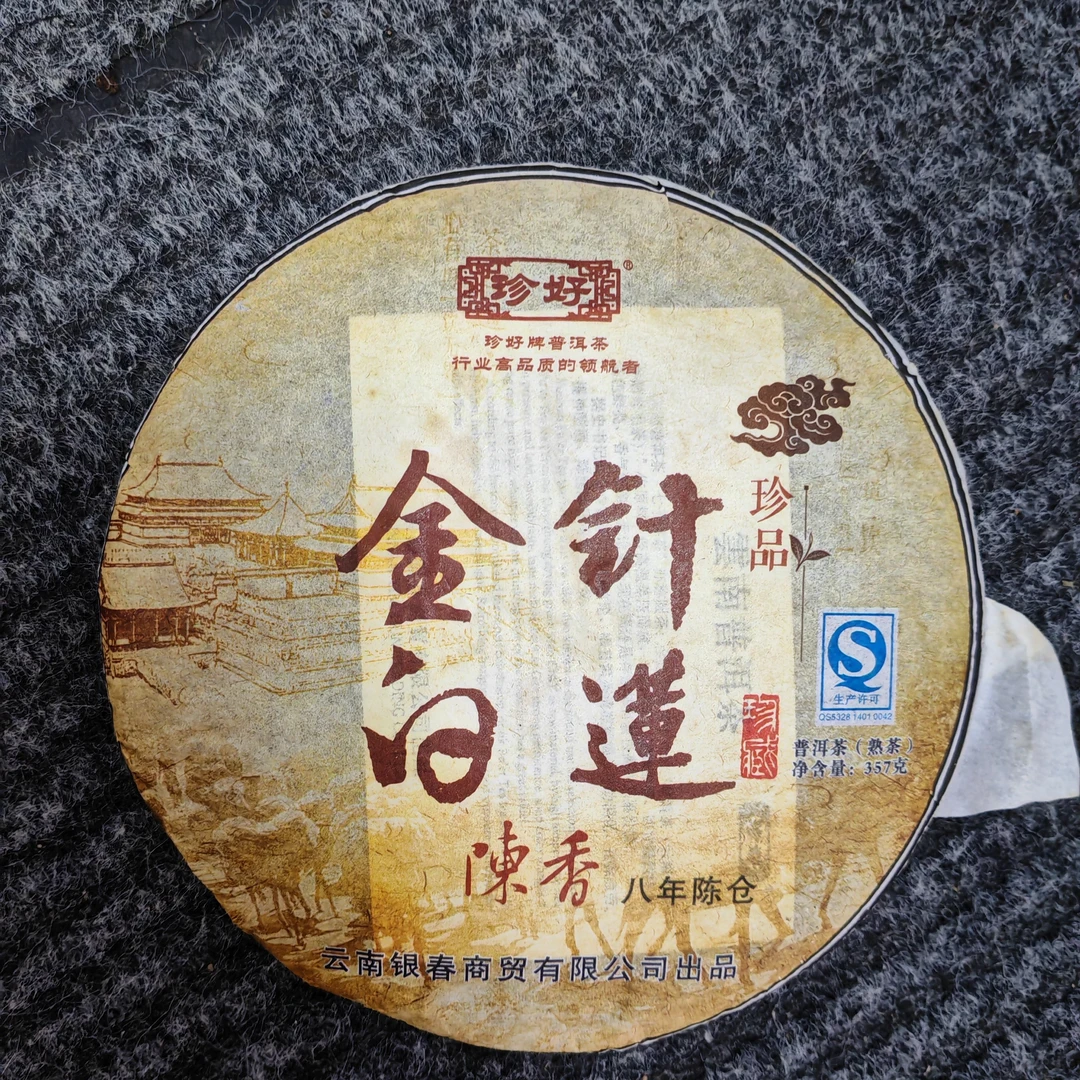 珍好®
珍好牌普洱茶
行业高品质的领航者
金针
白莲
珍品
珍藏
陳香
八年陈仓
生产许可
QS5328 1401 0042
普洱茶（熟茶）
净含量：357克
云南银春商贸有限公司出品